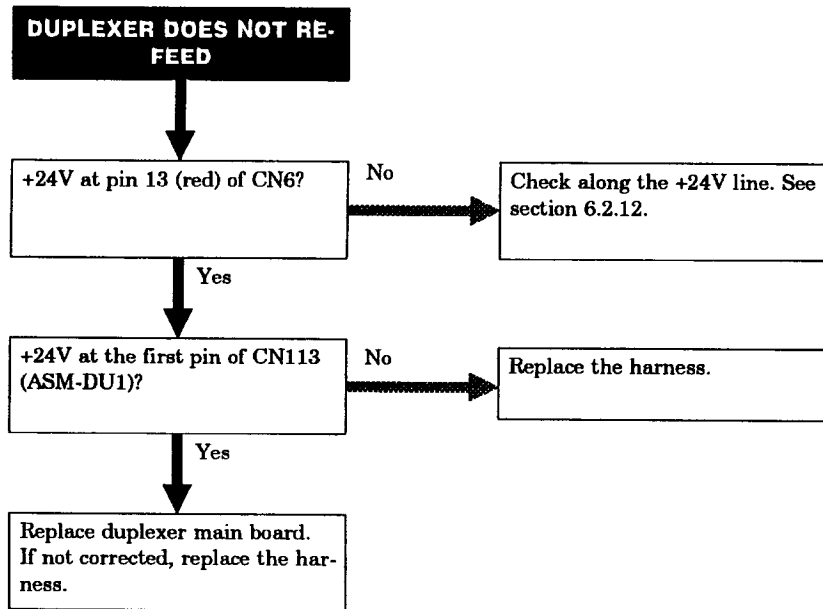 DUPLEXER DOES NOT RE-
FEED
+24V at pin 13 (red) of CN6?
No
Check along the +24V line. See
section 6.2.12.
Yes
+24V at the first pin of CN113
(ASM-DU1)?
No
Replace the harness.
Yes
Replace duplexer main board.
If not corrected, replace the har-
ness.